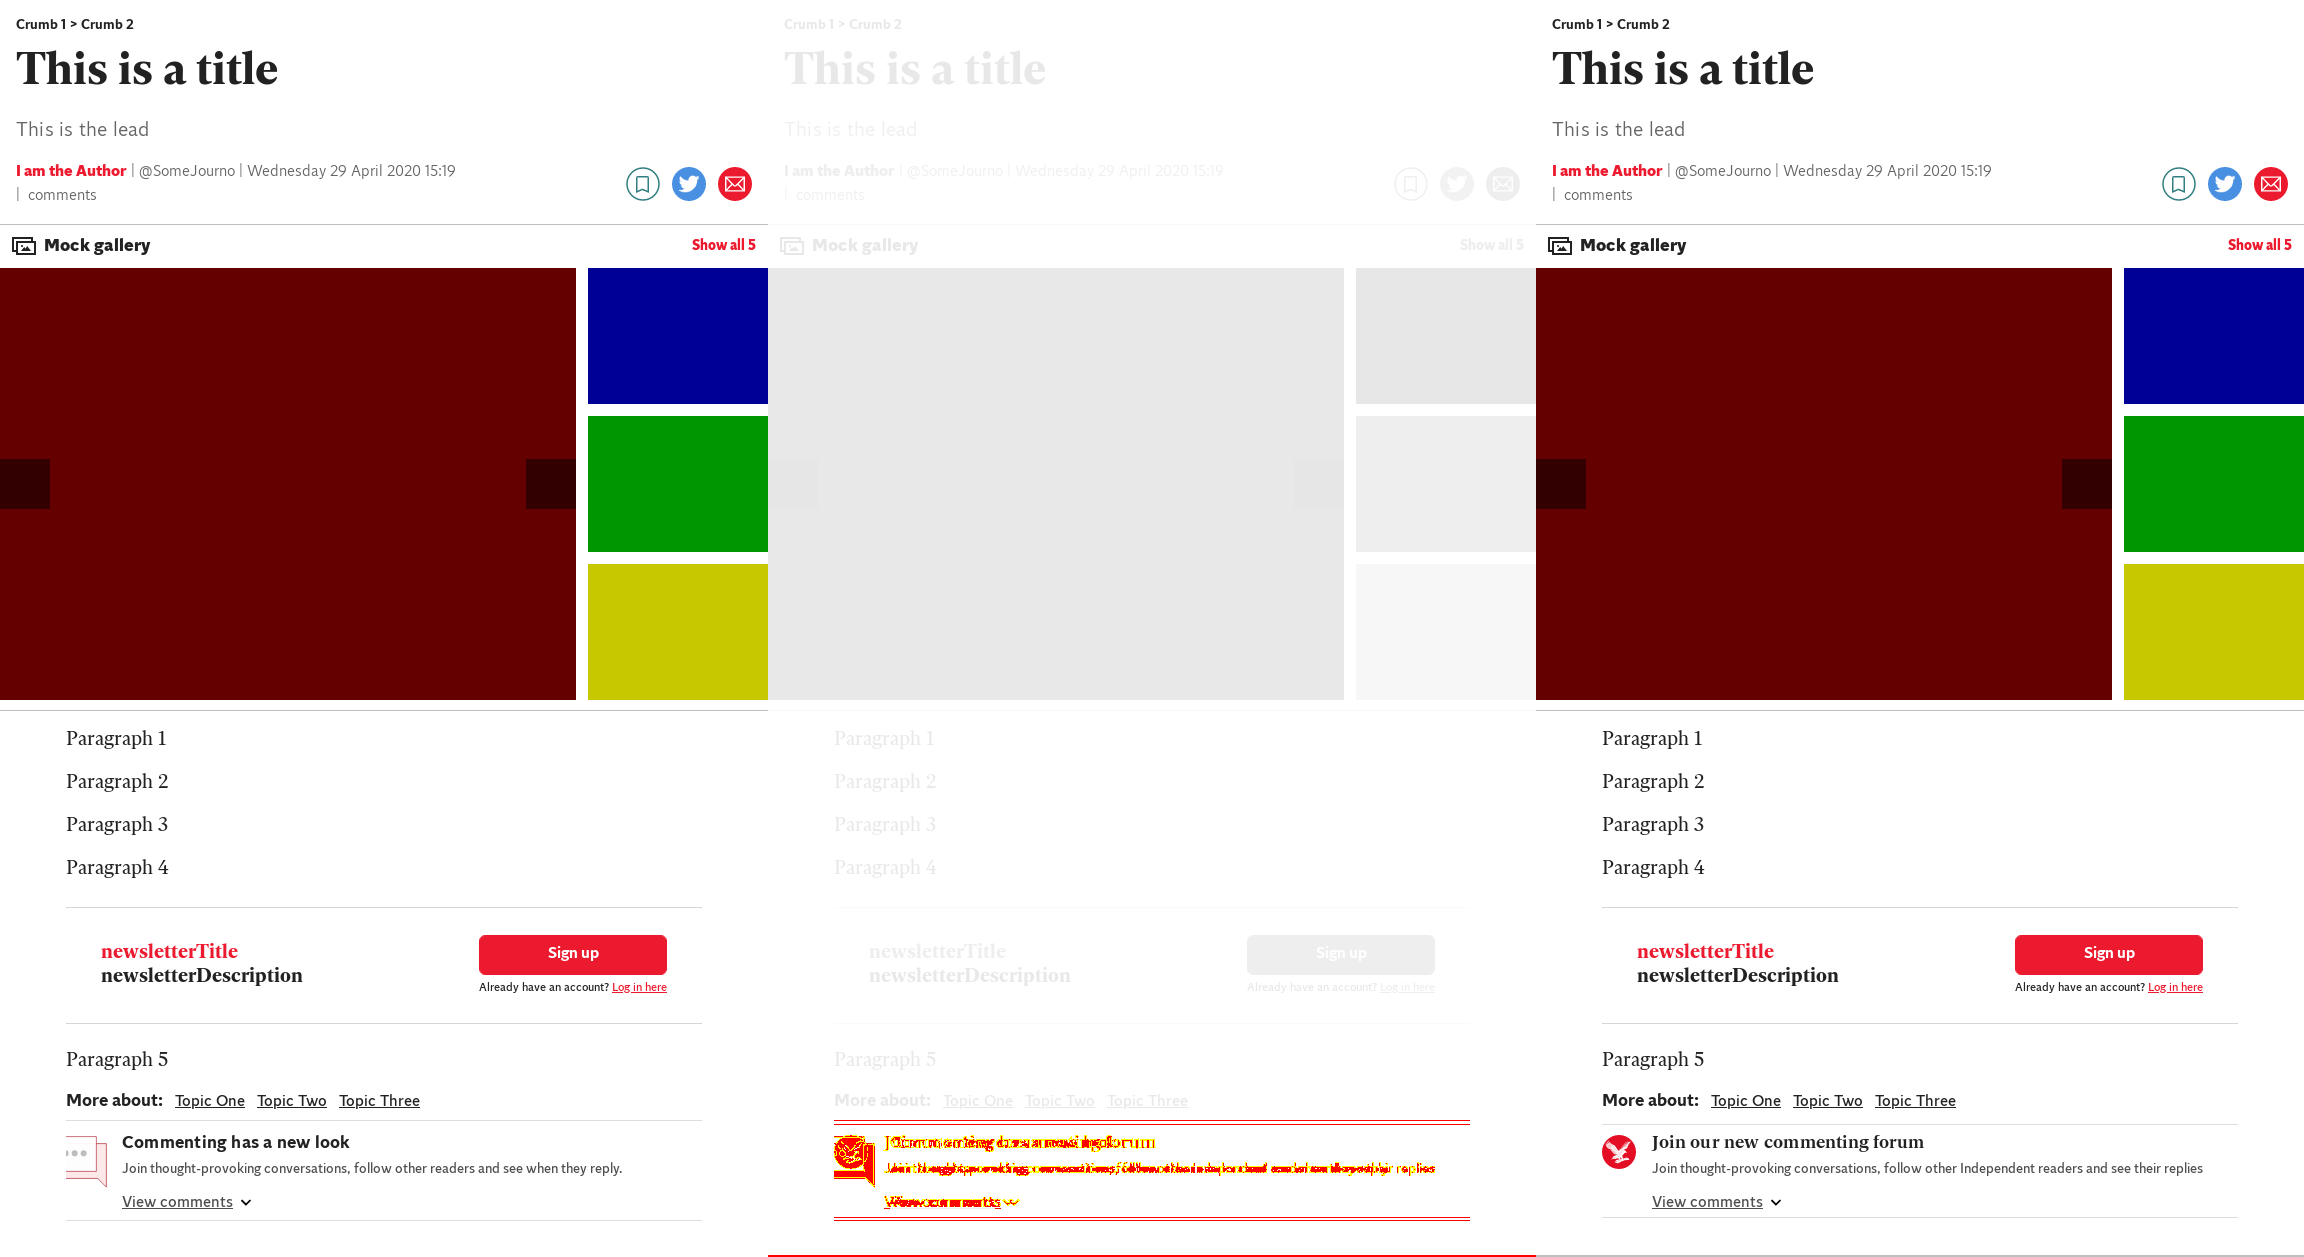 Crumb 1 > Crumb 2
This is a title
This is the lead
I am the Author | @SomeJourno | Wednesday 29 April 2020 15:19
| comments
Mock gallery
Show all 5
Paragraph 1
Paragraph 2
Paragraph 3
Paragraph 4
newsletterTitle
newsletterDescription
Sign up
Already have an account? Log in here
Paragraph 5
More about: Topic One Topic Two Topic Three
Commenting has a new look
Join thought-provoking conversations, follow other readers and see when they reply.
View comments
Crumb 1 > Crumb 2
This is a title
This is the lead
I am the Author | @SomeJourno | Wednesday 29 April 2020 15:19
| comments
Mock gallery
Show all 5
Paragraph 1
Paragraph 2
Paragraph 3
Paragraph 4
newsletterTitle
newsletterDescription
Sign up
Already have an account? Log in here
Paragraph 5
More about: Topic One Topic Two Topic Three
View comments
Crumb 1 > Crumb 2
This is a title
This is the lead
I am the Author | @SomeJourno | Wednesday 29 April 2020 15:19
| comments
Mock gallery
Show all 5
Paragraph 1
Paragraph 2
Paragraph 3
Paragraph 4
newsletterTitle
newsletterDescription
Sign up
Already have an account? Log in here
Paragraph 5
More about: Topic One Topic Two Topic Three
Join our new commenting forum
Join thought-provoking conversations, follow other Independent readers and see their replies
View comments